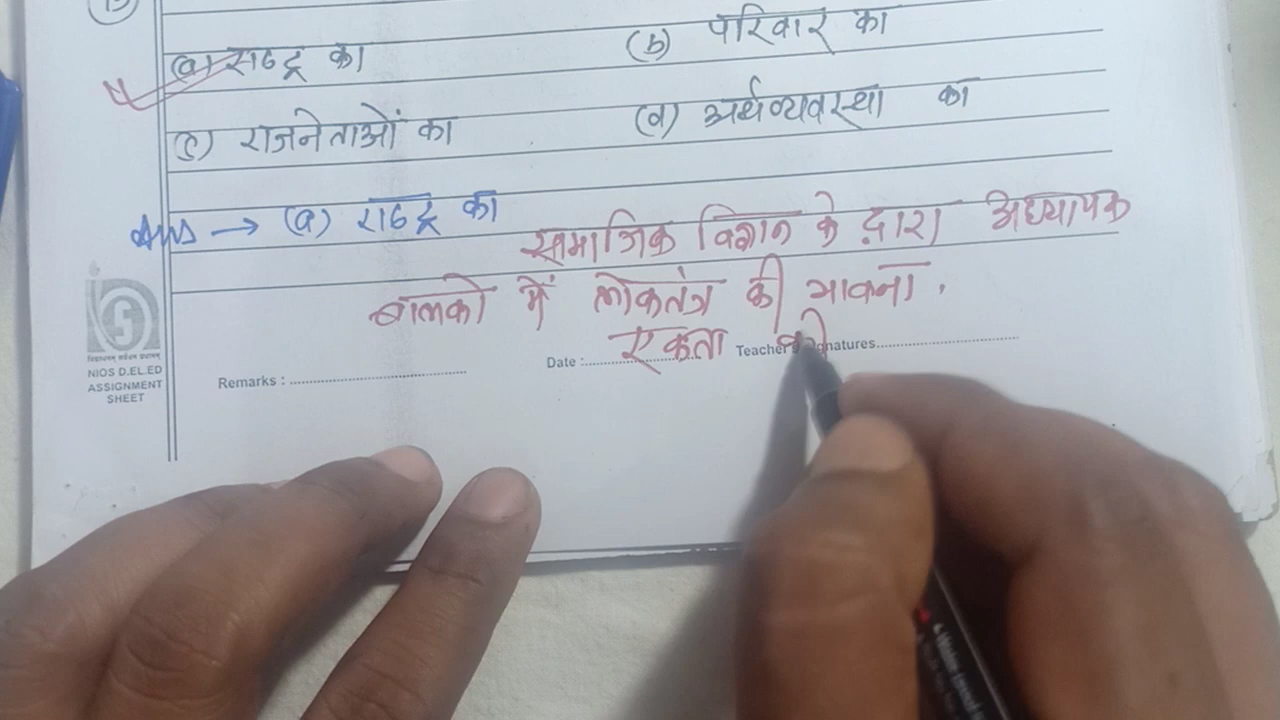 (a) राष्ट्र का (b) परिवार का
(c) राजनेताओं का (d) अर्थव्यवस्था का
Ans → (a) राष्ट्र का
सामाजिक विज्ञान के द्वारा अध्यापक
बालको में लोकतंत्र की भावना,
एकता की
Remarks : Date : Teacher's Signatures
NIOS D.EL.ED
ASSIGNMENT
SHEET